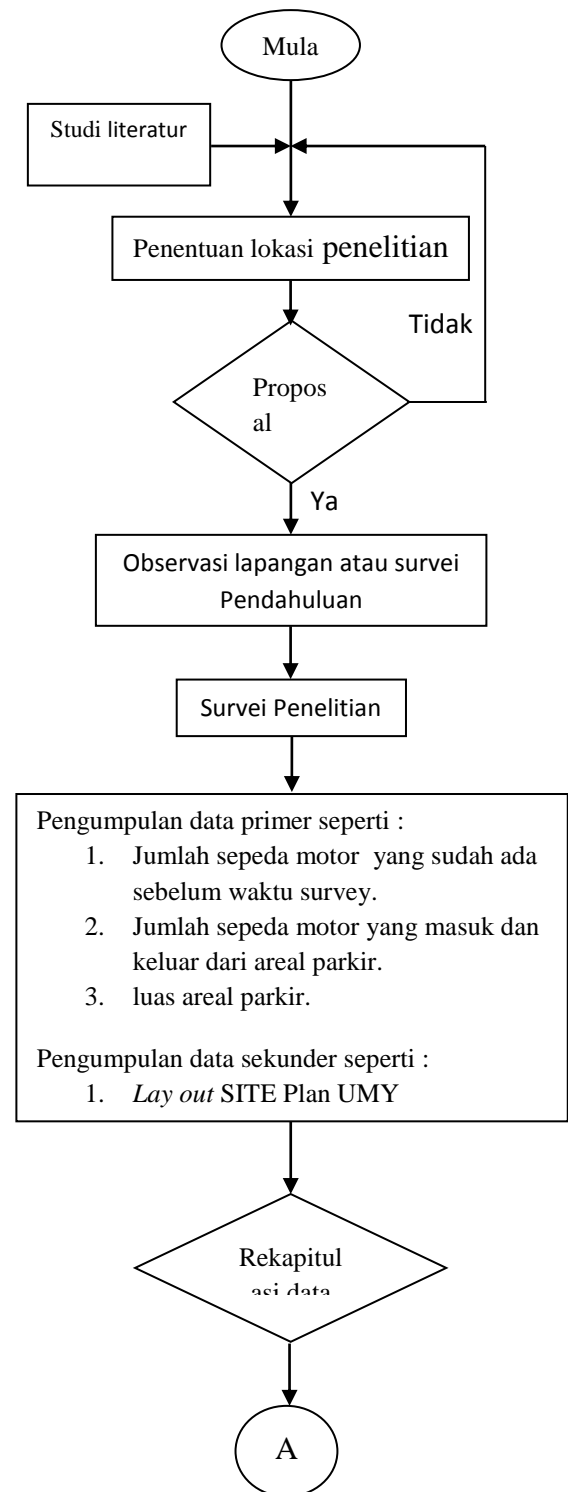 Mula
Studi literatur
Penentuan lokasi penelitian
Tidak
Propos
al
Ya
Observasi lapangan atau survei
Pendahuluan
Survei Penelitian
Pengumpulan data primer seperti :
1. Jumlah sepeda motor yang sudah ada
sebelum waktu survey.
2. Jumlah sepeda motor yang masuk dan
keluar dari areal parkir.
3. luas areal parkir.
Pengumpulan data sekunder seperti :
1. Lay out SITE Plan UMY
Rekapitul
asi data
A